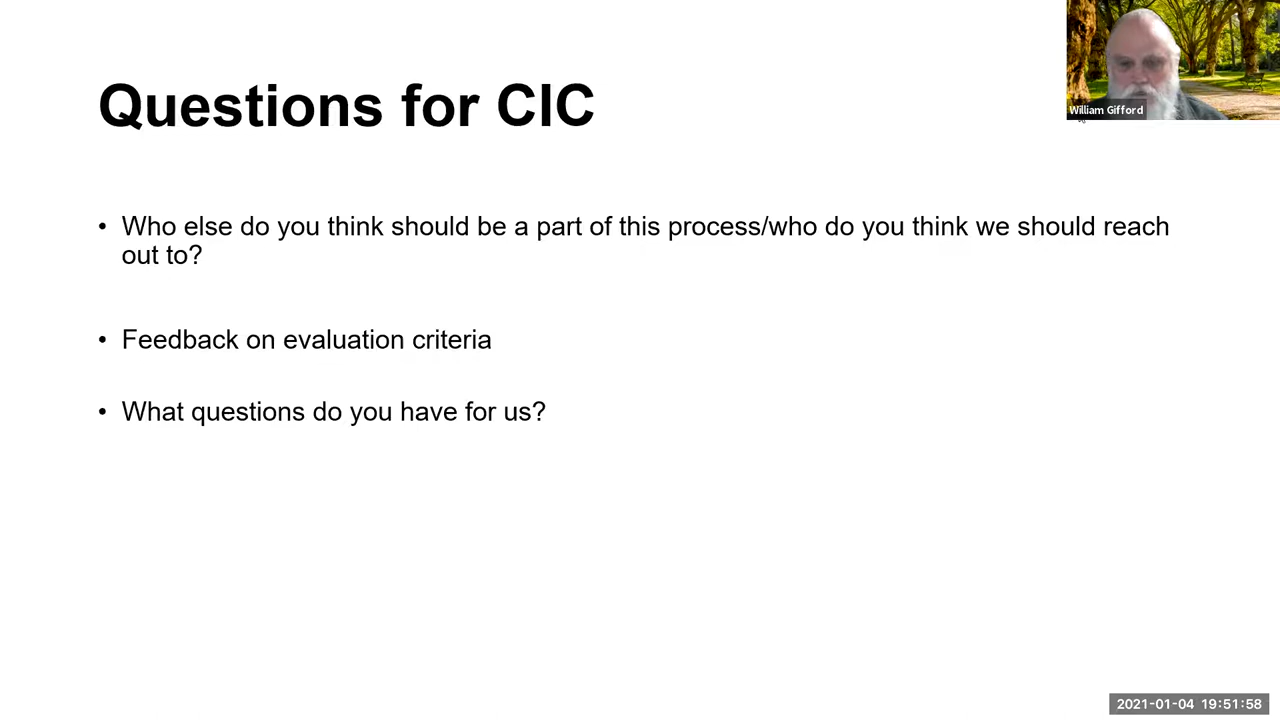 William Gifford
Questions for CIC
• Who else do you think should be a part of this process/who do you think we should reach
out to?
• Feedback on evaluation criteria
• What questions do you have for us?
2021-01-04 19:51:58